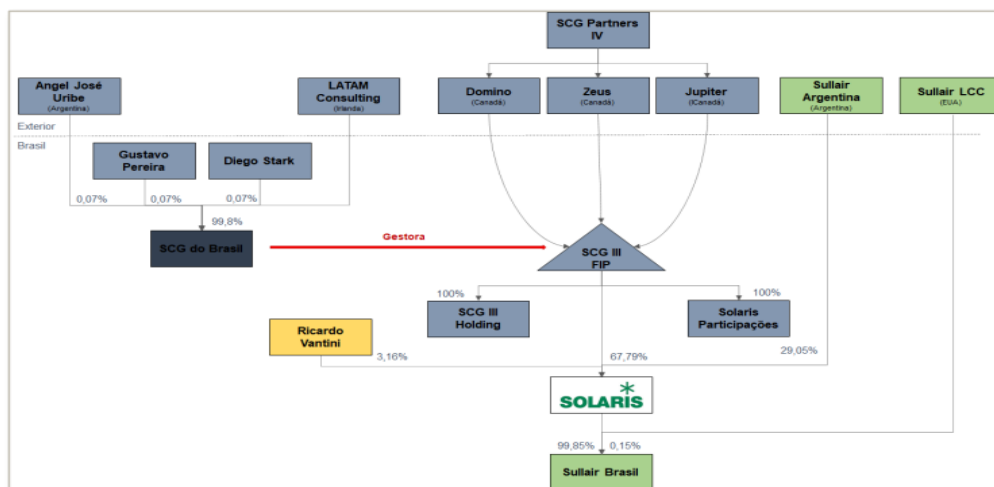 SCG Partners
IV
Angel José
Uribe
(Argentina)
LATAM
Consulting
(Irlanda)
Domino
(Canadá)
Zeus
(Canadá)
Jupiter
(ICanadá)
Sullair
Argentina
(Argentina)
Sullair LCC
(EUA)
Exterior
Brasil
Gustavo
Pereira
Diego Stark
0,07%
0,07%
0,07%
99,8%
SCG do Brasil
Gestora
SCG III
FIP
100%
100%
SCG III
Holding
Solaris
Participações
Ricardo
Vantini
3,16%
67,79%
29,05%
SOLARIS
99,85%
0,15%
Sullair Brasil